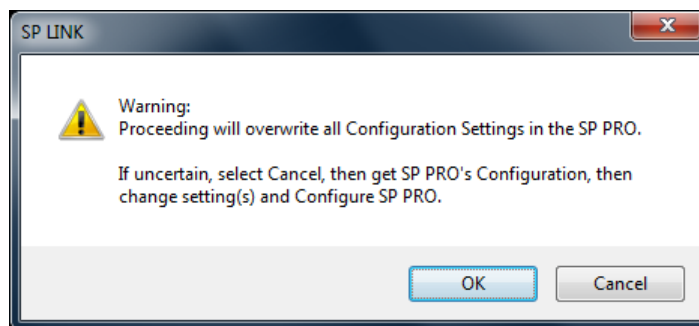 SP LINK
Warning:
Proceeding will overwrite all Configuration Settings in the SP PRO.
If uncertain, select Cancel, then get SP PRO's Configuration, then
change setting(s) and Configure SP PRO.
OK
Cancel